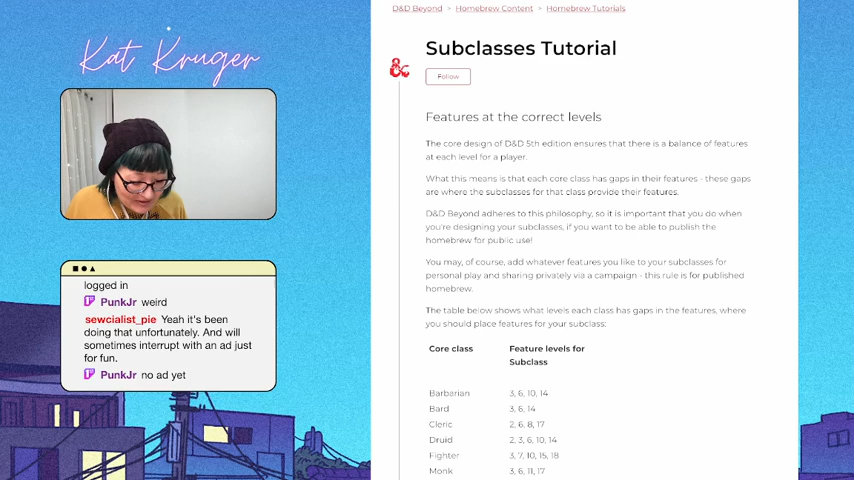 D&D Beyond > Homebrew Content > Homebrew Tutorials
Kat Kruger
Subclasses Tutorial
&
Follow
Features at the correct levels
The core design of D&D 5th edition ensures that there is a balance of features
at each level for a player.
What this means is that each core class has gaps in their features - these gaps
are where the subclasses for that class provide their features.
D&D Beyond adheres to this philosophy, so it is important that you do when
you're designing your subclasses, if you want to be able to publish the
homebrew for public use!
You may, of course, add whatever features you like to your subclasses for
personal play and sharing privately via a campaign - this rule is for published
homebrew.
The table below shows what levels each class has gaps in the features, where
you should place features for your subclass:
Core class Feature levels for
Subclass
Barbarian 3, 6, 10, 14
Bard 3, 6, 14
Cleric 2, 6, 8, 17
Druid 2, 3, 6, 10, 14
Fighter 3, 7, 10, 15, 18
Monk 3, 6, 11, 17
logged in
PunkJr weird
sewcialist_pie Yeah it's been
doing that unfortunately. And will
sometimes interrupt with an ad just
for fun.
PunkJr no ad yet